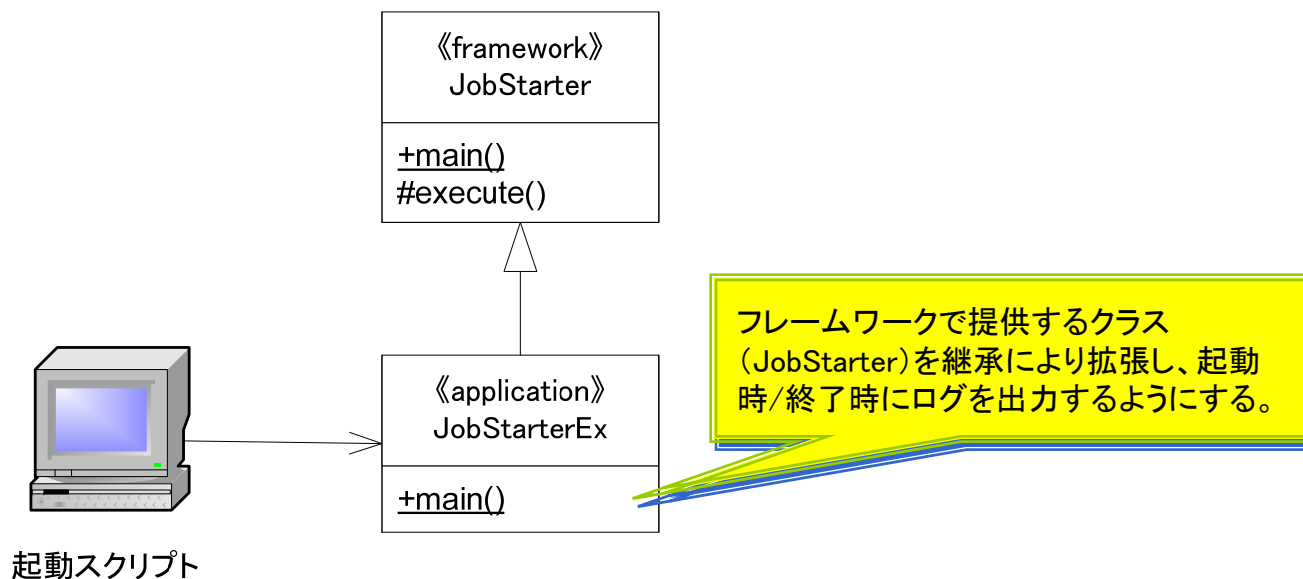 《framework》
JobStarter
+main()
#execute()
フレームワークで提供するクラス
(JobStarter)を継承により拡張し、起動
時/終了時にログを出力するようにする。
《application》
JobStarterEx
+main()
起動スクリプト